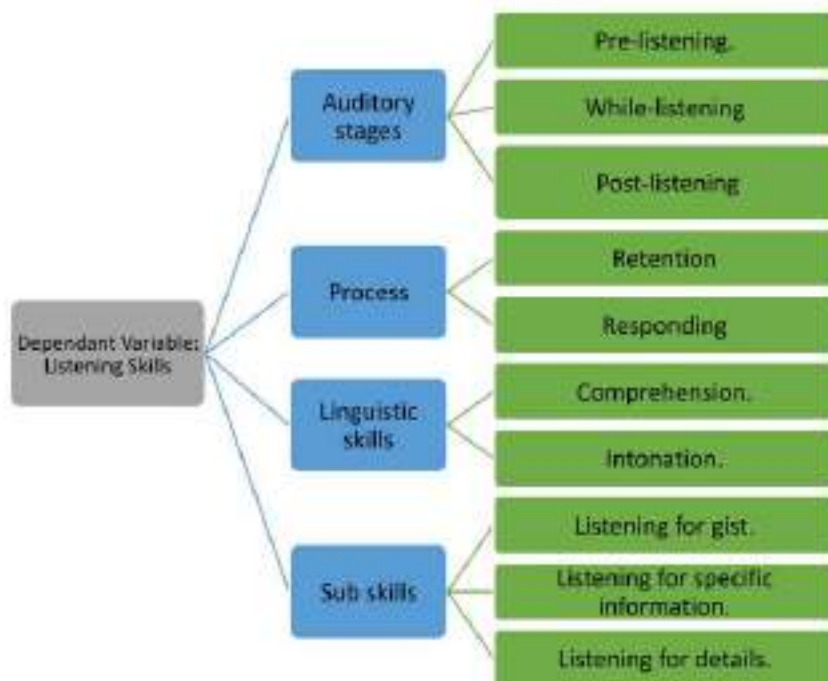 Dependant Variable:
Listening Skills
Auditory
stages
Pre-listening.
While-listening
Post-listening
Process
Retention
Responding
Linguistic
skills
Comprehension.
Intonation.
Sub skills
Listening for gist.
Listening for specific
information.
Listening for details.